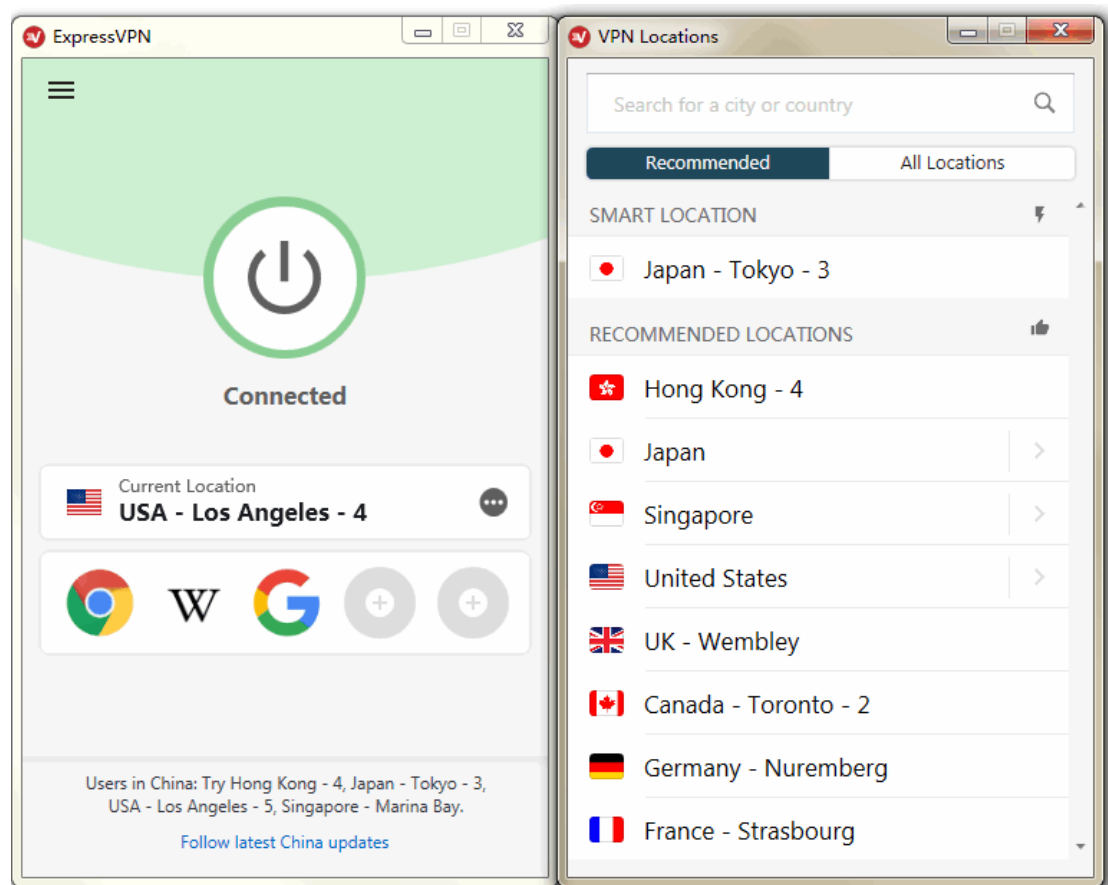 ExpressVPN
Connected
Current Location
USA - Los Angeles - 4
W
Users in China: Try Hong Kong - 4, Japan - Tokyo - 3,
USA - Los Angeles - 5, Singapore - Marina Bay.
Follow latest China updates
VPN Locations
Search for a city or country
Recommended
All Locations
SMART LOCATION
Japan - Tokyo - 3
RECOMMENDED LOCATIONS
Hong Kong - 4
Japan
Singapore
United States
UK - Wembley
Canada - Toronto - 2
Germany - Nuremberg
France - Strasbourg